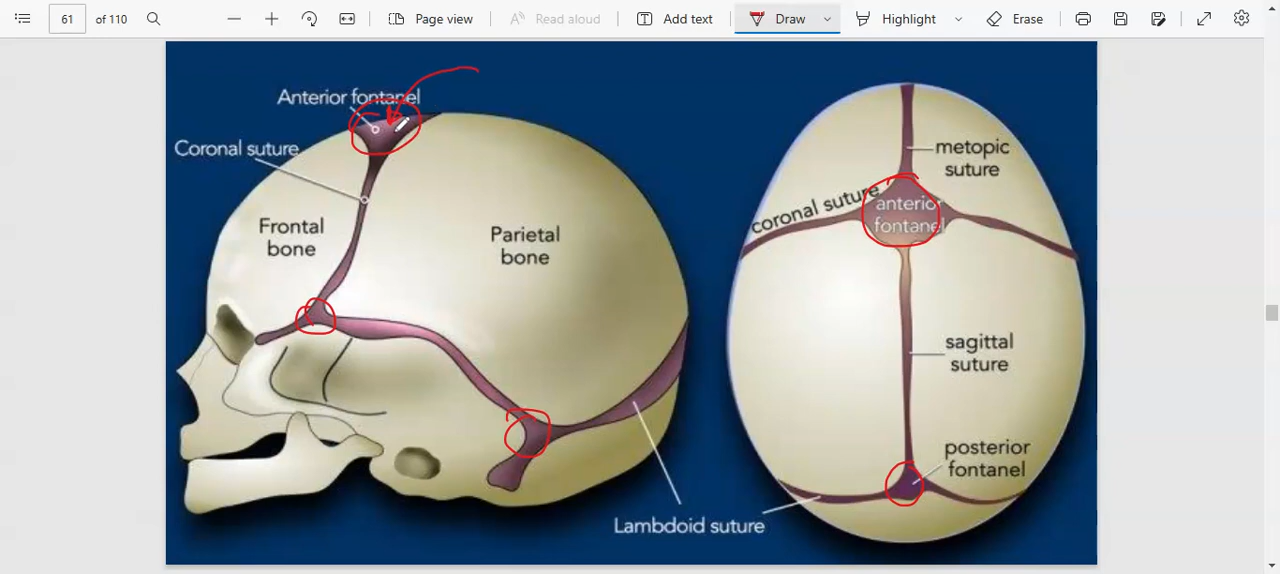 61 of 110
Page view
Read aloud
Add text
Draw
Highlight
Erase
Anterior fontanel
Coronal suture
Frontal
bone
Parietal
bone
Lambdoid suture
metopic
suture
coronal suture
anterior
fontanel
sagittal
suture
posterior
fontanel